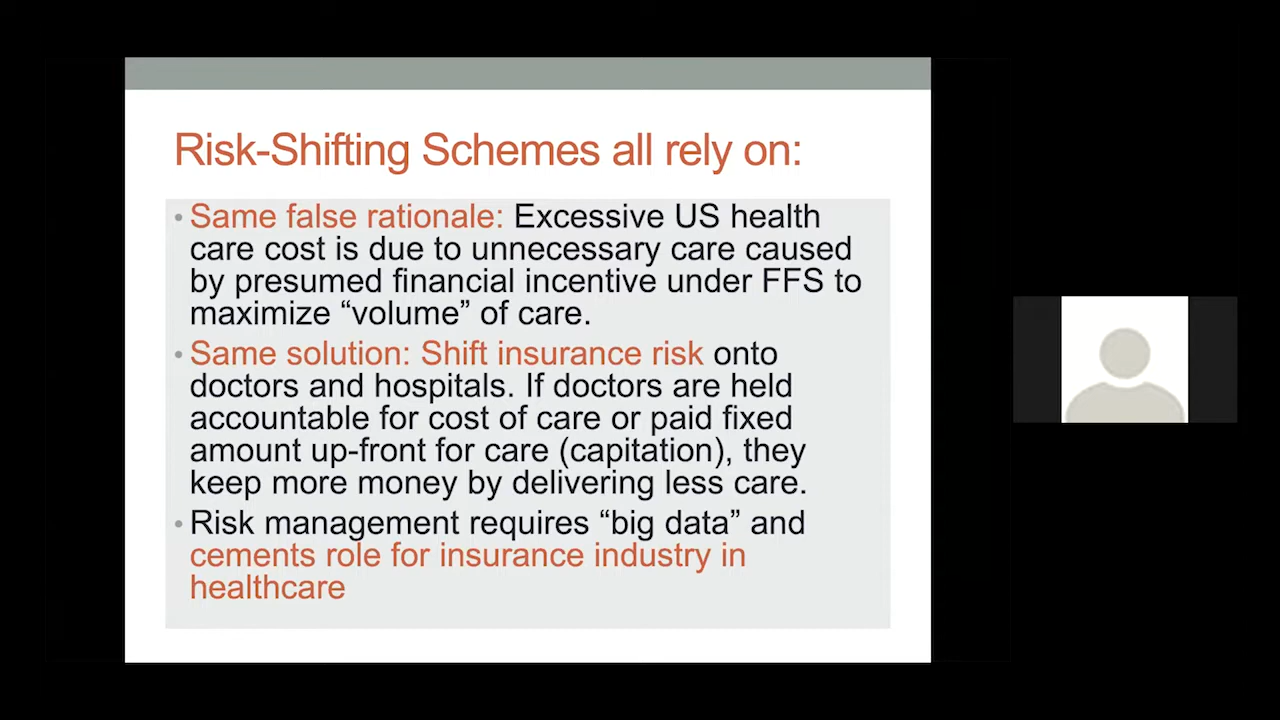 Risk-Shifting Schemes all rely on:
• Same false rationale: Excessive US health
care cost is due to unnecessary care caused
by presumed financial incentive under FFS to
maximize “volume” of care.
• Same solution: Shift insurance risk onto
doctors and hospitals. If doctors are held
accountable for cost of care or paid fixed
amount up-front for care (capitation), they
keep more money by delivering less care.
• Risk management requires “big data” and
cements role for insurance industry in
healthcare